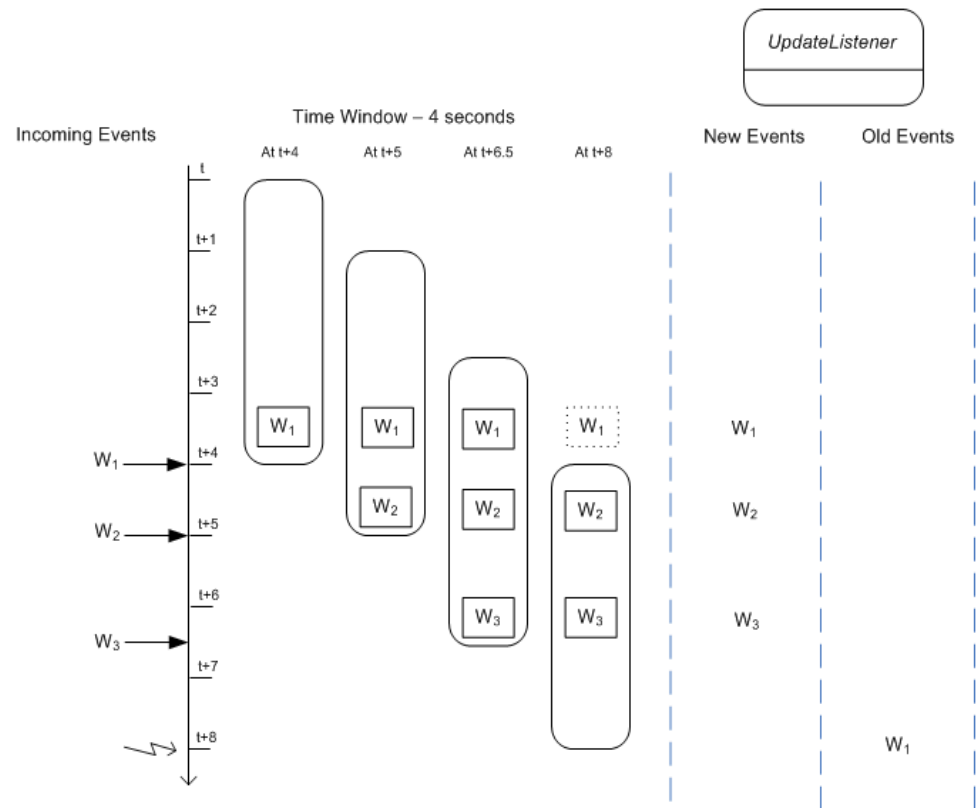 UpdateListener
Time Window – 4 seconds
Incoming Events
New Events
Old Events
At t+4
At t+5
At t+6.5
At t+8
t
t+1
t+2
t+3
W₁
W₁
W₁
W₁
W₁
W₁
t+4
W₂
W₂
W₂
W₂
W₂
t+5
t+6
W₃
W₃
W₃
W₃
t+7
t+8
W₁